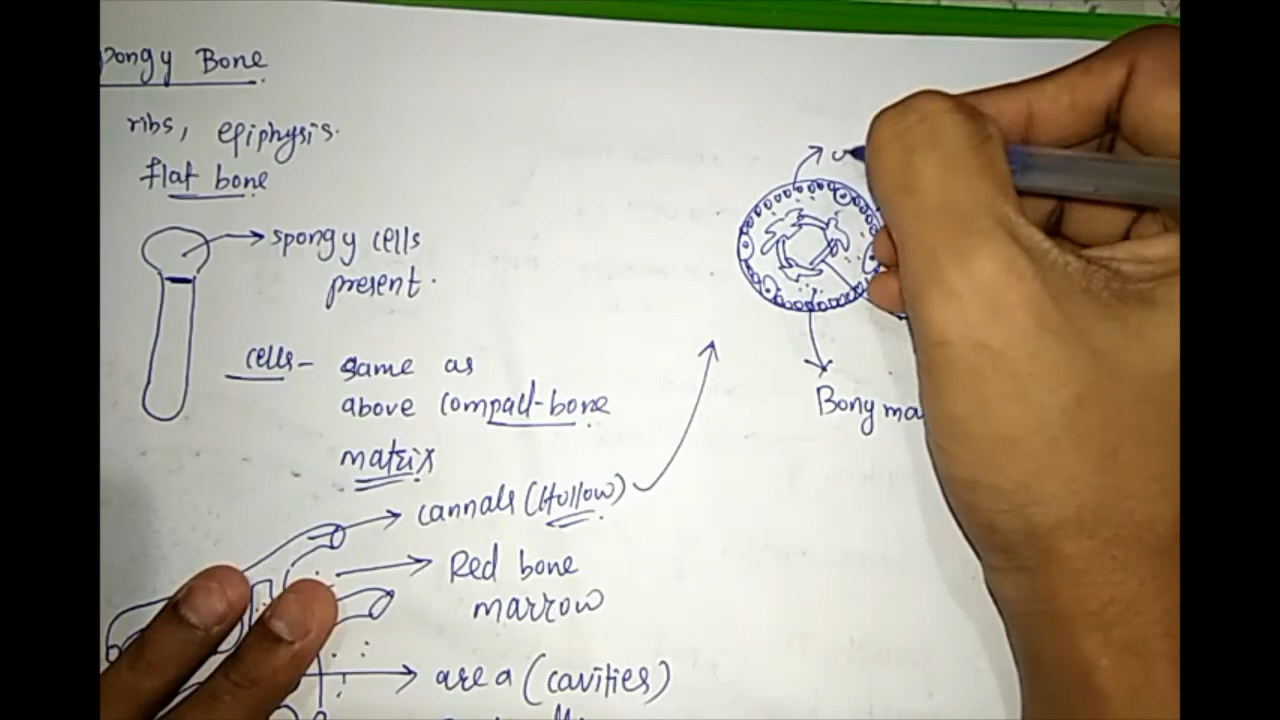 pongy Bone
ribs, epiphysis.
flat bone
spongy cells
present.
cells- same as
above compact-bone
matrix
cannals (Hollow)
Red bone
marrow
area (cavities)
Bony ma